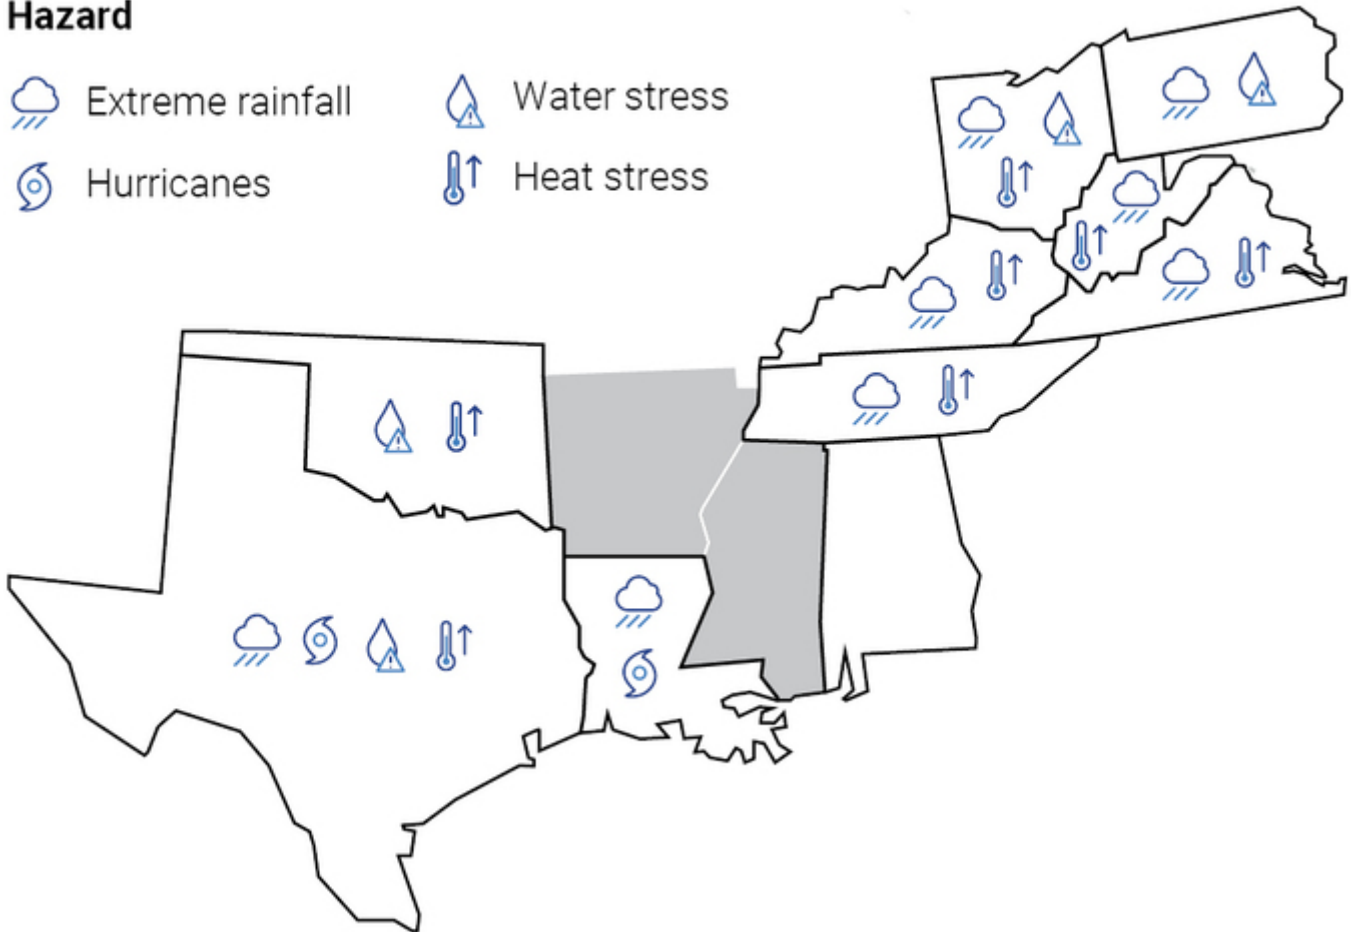 Hazard
Extreme rainfall
Water stress
Hurricanes
Heat stress